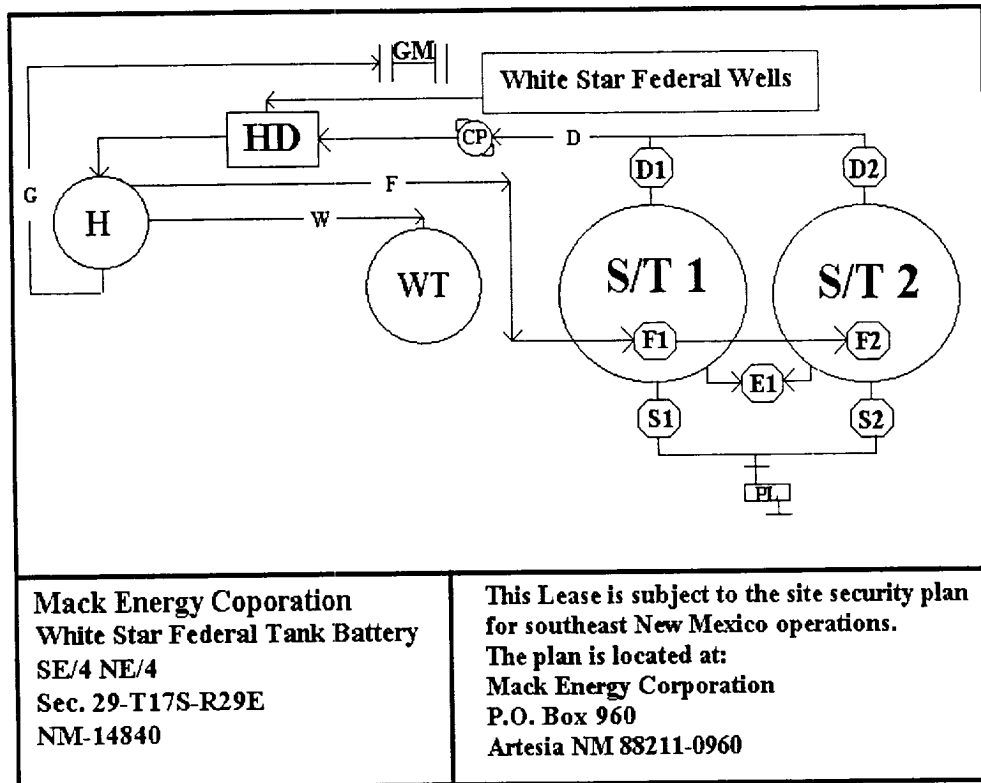 GM
White Star Federal Wells
HD
CP
D
D1
D2
G
F
H
W
WT
S/T 1
S/T 2
F1
F2
E1
S1
S2
PL
Mack Energy Coporation
White Star Federal Tank Battery
SE/4 NE/4
Sec. 29-T17S-R29E
NM-14840
This Lease is subject to the site security plan
for southeast New Mexico operations.
The plan is located at:
Mack Energy Corporation
P.O. Box 960
Artesia NM 88211-0960